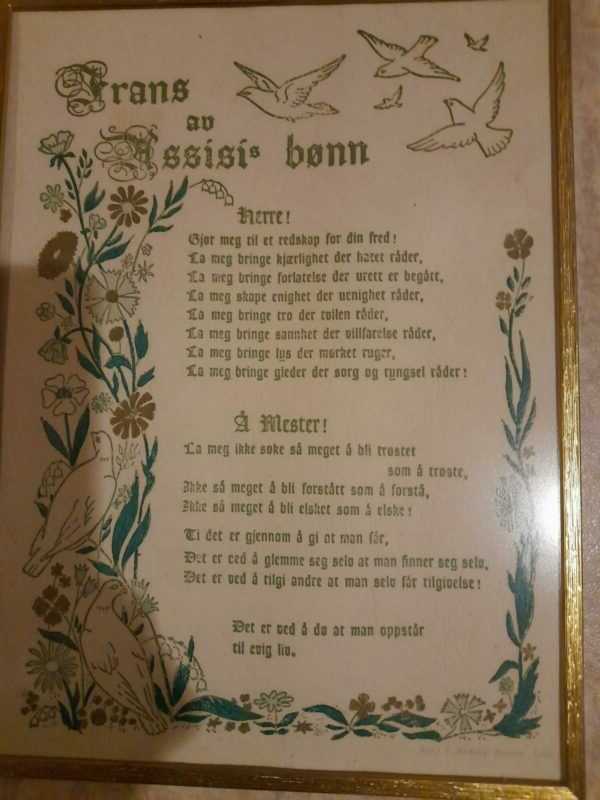 Frans
av
Assisis bønn
Herre!
Gjør meg til et redskap for din fred!
La meg bringe kjærlighet der hatet råder,
La meg bringe forlatelse der urett er begått,
La meg skape enighet der uenighet råder,
La meg bringe tro der tvilen råder,
La meg bringe sannhet der villfarelse råder,
La meg bringe lys der mørket ruger,
La meg bringe gleder der sorg og tyngsel råder!
Å Mester!
La meg ikke søke så meget å bli trøstet
som å trøste,
Ikke så meget å bli forstått som å forstå,
Ikke så meget å bli elsket som å elske!
Ti det er gjennom å gi at man får,
Det er ved å glemme seg selv at man finner seg selv,
Det er ved å tilgi andre at man selv får tilgivelse!
Det er ved å dø at man oppstår
til evig liv.